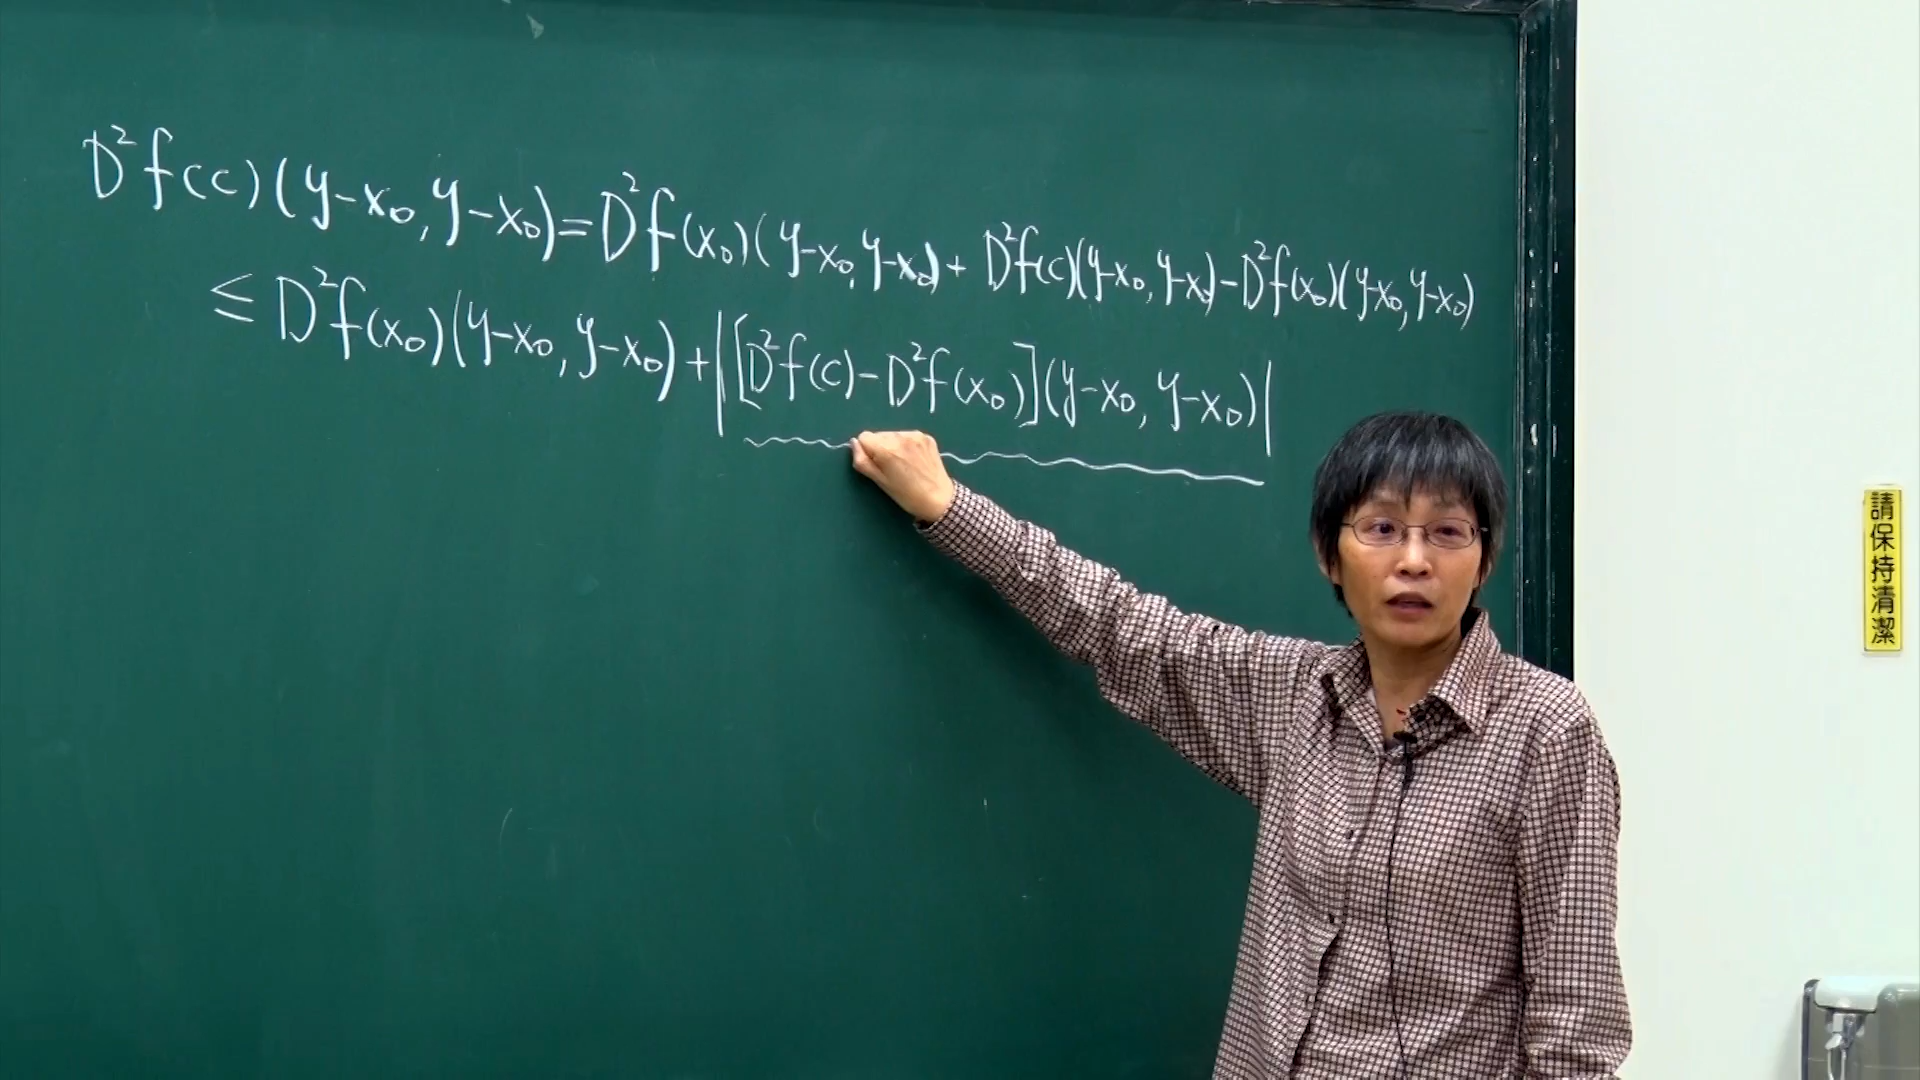 D²f(c)(y-x₀, y-x₀) = D²f(x₀)(y-x₀, y-x₀) + D²f(c)(y-x₀, y-x₀) - D²f(x₀)(y-x₀, y-x₀)
≤ D²f(x₀)(y-x₀, y-x₀) + |[D²f(c) - D²f(x₀)](y-x₀, y-x₀)|
請保持清潔